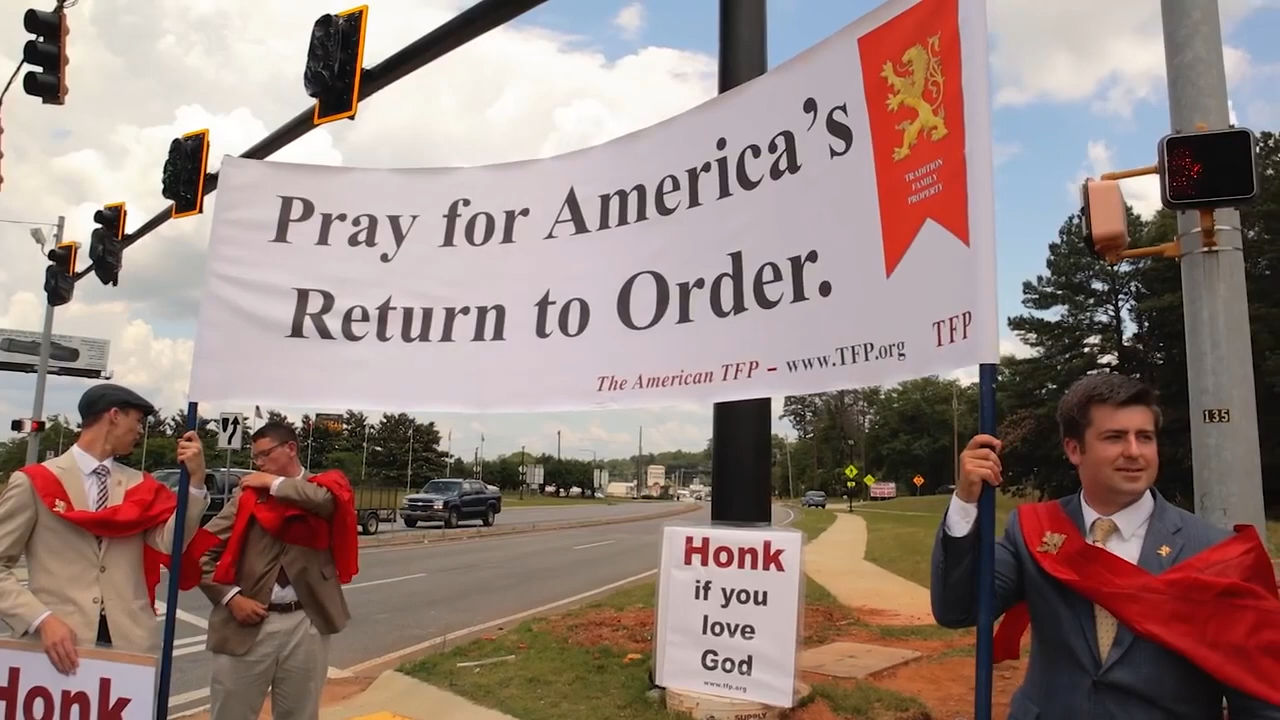 Pray for America's
Return to Order.
TRADITION
FAMILY
PROPERTY
TFP
The American TFP – www.TFP.org
Honk
if you
love
God
www.tfp.org
SUPPLY
Honk
135